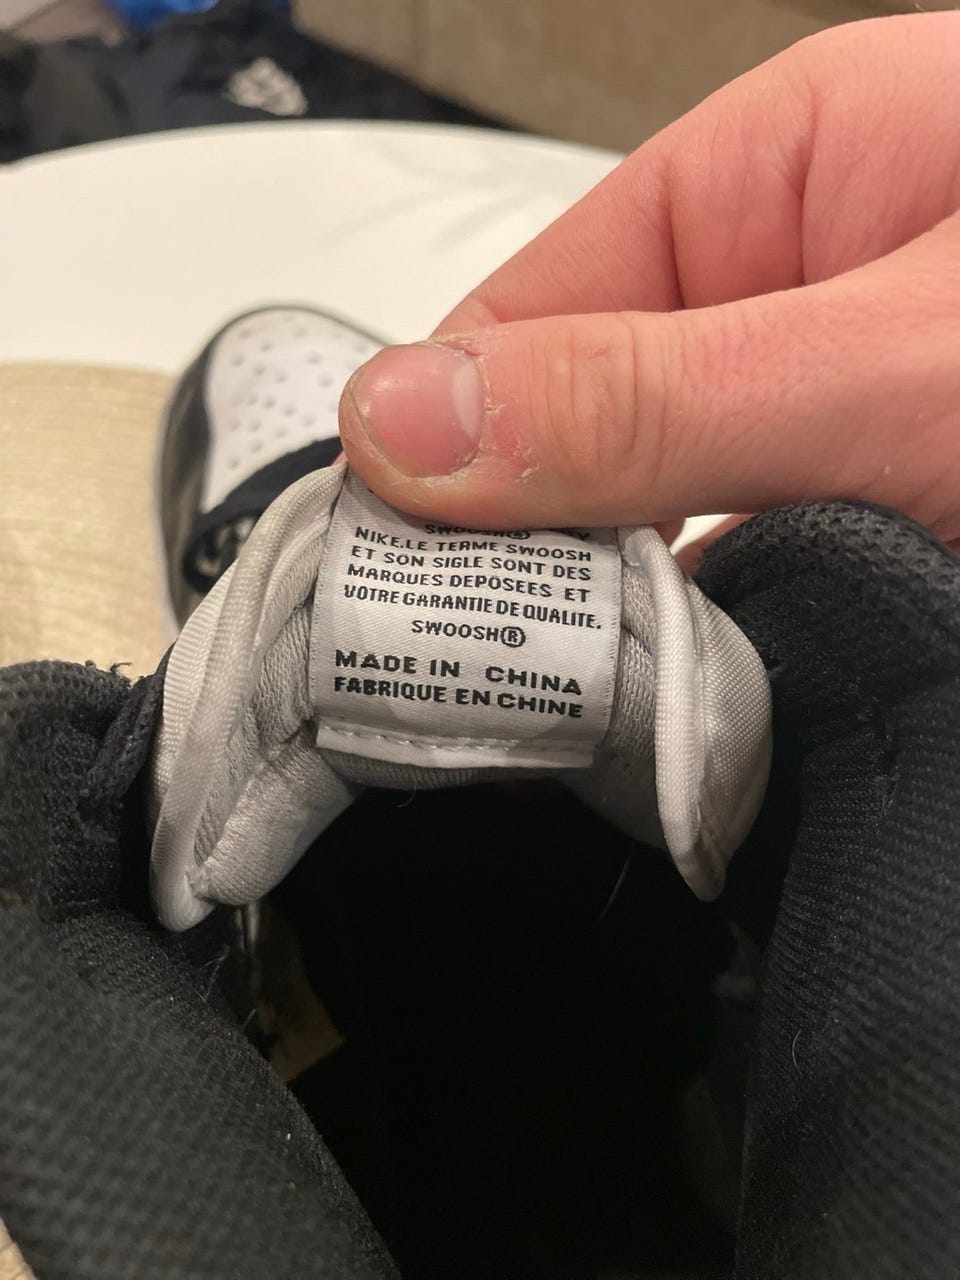 SWOOSH®
NIKE.LE TERME SWOOSH
ET SON SIGLE SONT DES
MARQUES DEPOSEES ET
VOTRE GARANTIE DE QUALITE.
SWOOSH®
MADE IN CHINA
FABRIQUE EN CHINE